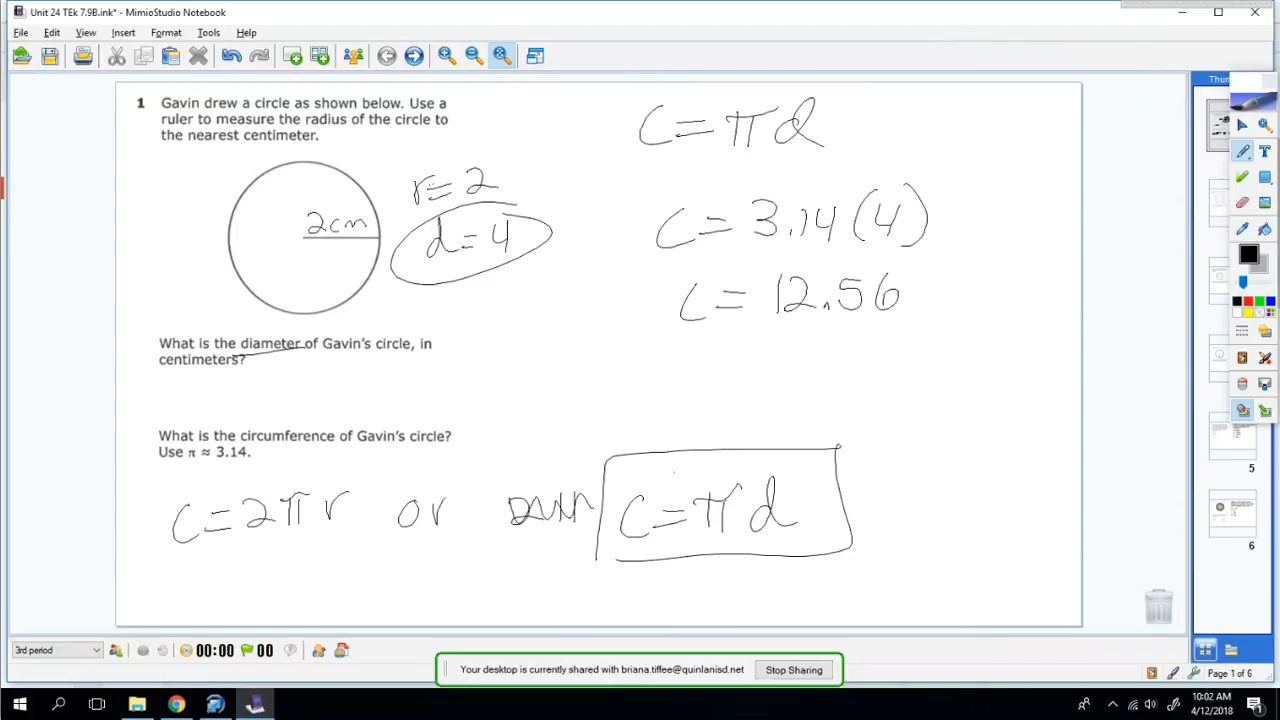 Unit 24 TEk 7.9B.ink* - MimioStudio Notebook
File Edit View Insert Format Tools Help
1 Gavin drew a circle as shown below. Use a
ruler to measure the radius of the circle to
the nearest centimeter.
2cm
r=2
d=4
C=πd
C=3.14(4)
C=12.56
What is the diameter of Gavin's circle, in
centimeters?
What is the circumference of Gavin's circle?
Use π ≈ 3.14.
C=2πr or
C=πd
5
6
3rd period
00:00
00
Page 1 of 6
Your desktop is currently shared with briana.tiffee@quinlanisd.net
Stop Sharing
10:02 AM
4/12/2018